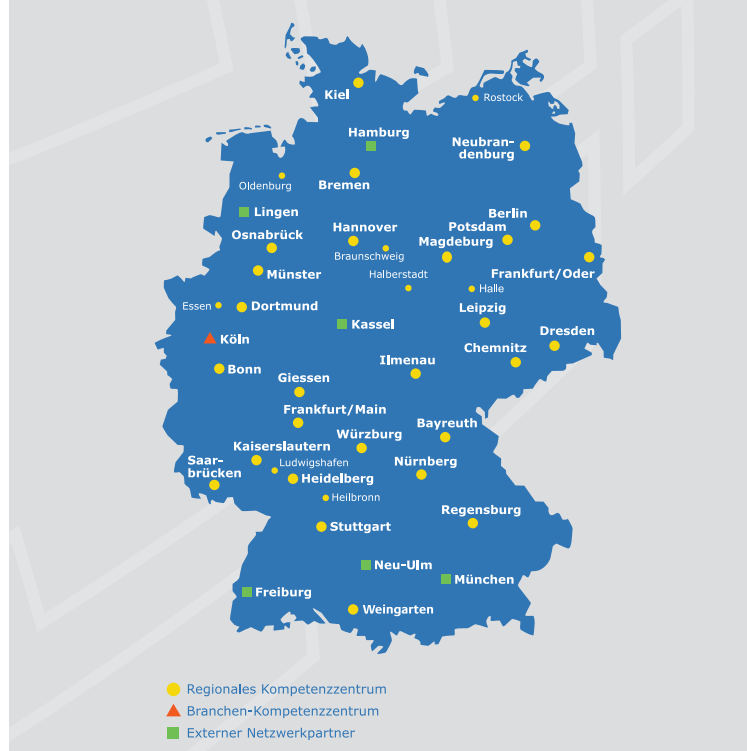 Kiel
Rostock
Hamburg
Neubran-
denburg
Oldenburg
Bremen
Lingen
Berlin
Osnabrück
Hannover
Potsdam
Braunschweig
Magdeburg
Münster
Halberstadt
Frankfurt/Oder
Halle
Essen
Dortmund
Leipzig
Kassel
Köln
Dresden
Chemnitz
Ilmenau
Bonn
Giessen
Frankfurt/Main
Bayreuth
Würzburg
Kaiserslautern
Saar-
brücken
Ludwigshafen
Nürnberg
Heidelberg
Heilbronn
Regensburg
Stuttgart
Neu-Ulm
München
Freiburg
Weingarten
Regionales Kompetenzzentrum
Branchen-Kompetenzzentrum
Externer Netzwerkpartner